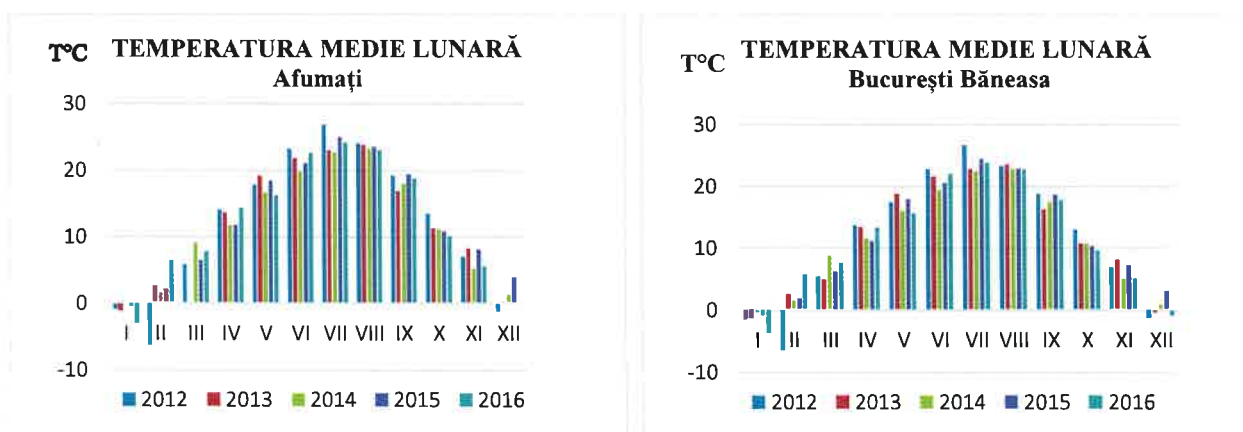 T°C TEMPERATURA MEDIE LUNARĂ
Afumați
30
20
10
0
-10
I II III IV V VI VII VIII IX X XI XII
2012 2013 2014 2015 2016
T°C TEMPERATURA MEDIE LUNARĂ
București Băneasa
30
20
10
0
-10
I II III IV V VI VII VIII IX X XI XII
2012 2013 2014 2015 2016